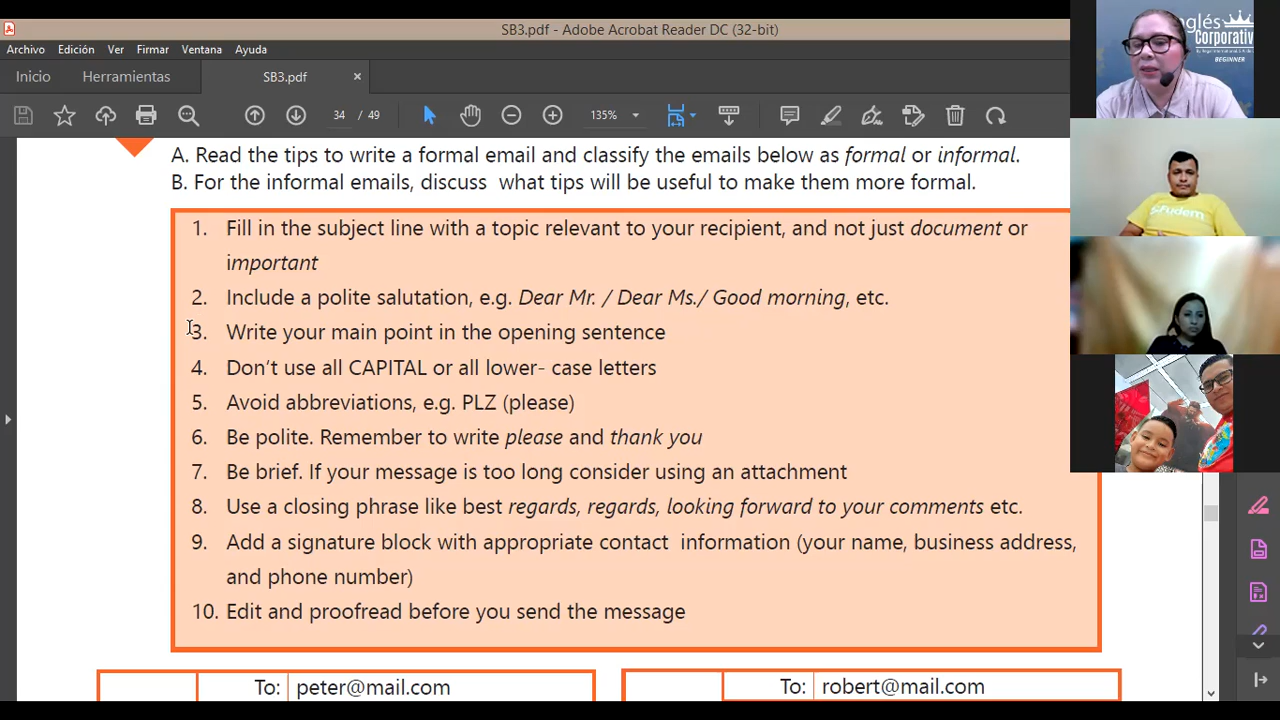 SB3.pdf - Adobe Acrobat Reader DC (32-bit)
Archivo Edición Ver Firmar Ventana Ayuda
Inicio Herramientas SB3.pdf ×
34 / 49 135%
A. Read the tips to write a formal email and classify the emails below as formal or informal.
B. For the informal emails, discuss what tips will be useful to make them more formal.
1. Fill in the subject line with a topic relevant to your recipient, and not just document or
important
2. Include a polite salutation, e.g. Dear Mr. / Dear Ms./ Good morning, etc.
3. Write your main point in the opening sentence
4. Don't use all CAPITAL or all lower- case letters
5. Avoid abbreviations, e.g. PLZ (please)
6. Be polite. Remember to write please and thank you
7. Be brief. If your message is too long consider using an attachment
8. Use a closing phrase like best regards, regards, looking forward to your comments etc.
9. Add a signature block with appropriate contact information (your name, business address,
and phone number)
10. Edit and proofread before you send the message
To: peter@mail.com
To: robert@mail.com
nglés
Corporativ
BEGINNER